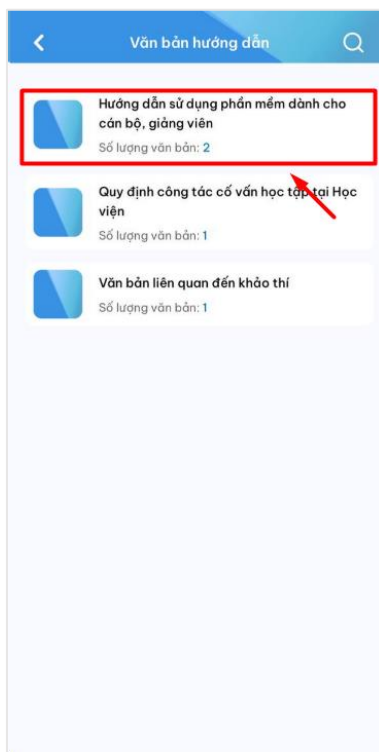 Văn bản hướng dẫn
Hướng dẫn sử dụng phần mềm dành cho
cán bộ, giảng viên
Số lượng văn bản: 2
Quy định công tác cố vấn học tập tại Học
viện
Số lượng văn bản: 1
Văn bản liên quan đến khảo thí
Số lượng văn bản: 1